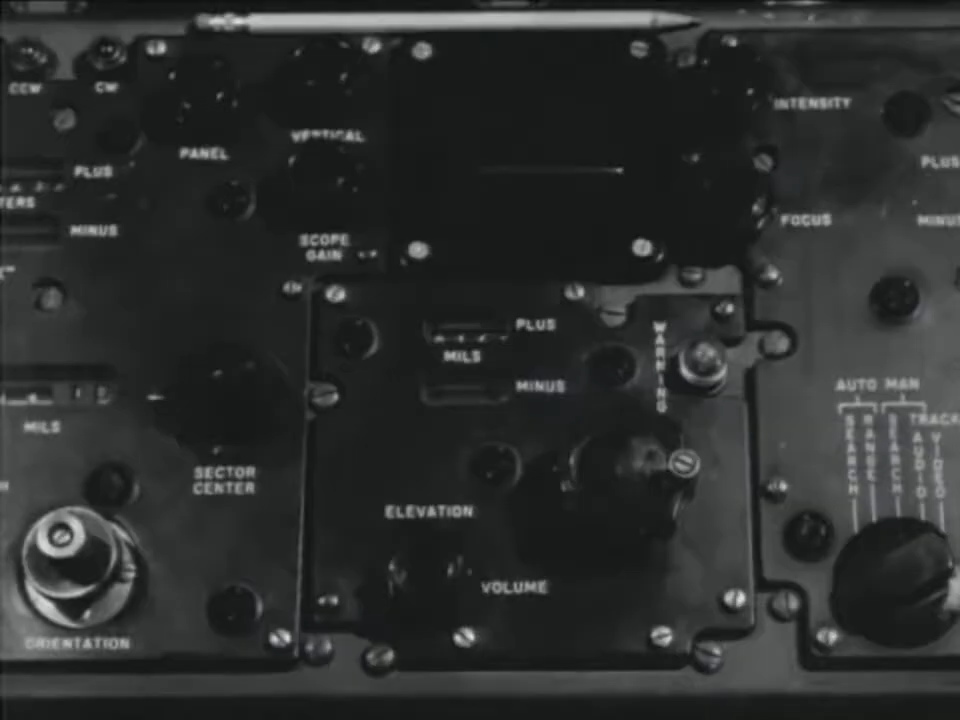 CCW
CW
PANEL
VERTICAL
INTENSITY
PLUS
PLUS
TERS
MINUS
FOCUS
MINUS
SCOPE
GAIN
PLUS
WARNING
MILS
MINUS
AUTO MAN
SEARCH
RANGE
SEARCH
TRACK
AUDIO
VIDEO
MILS
SECTOR
CENTER
ELEVATION
VOLUME
ORIENTATION